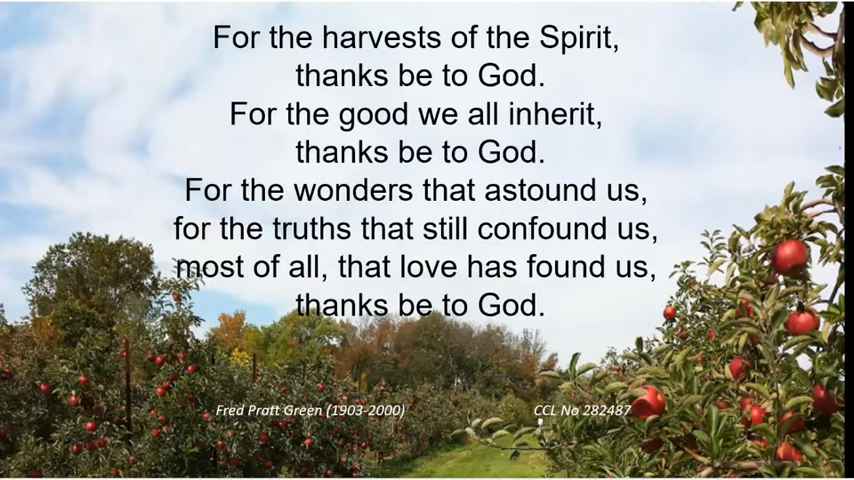 For the harvests of the Spirit,
thanks be to God.
For the good we all inherit,
thanks be to God.
For the wonders that astound us,
for the truths that still confound us,
most of all, that love has found us,
thanks be to God.
Fred Pratt Green (1903-2000)
CCL No 282487